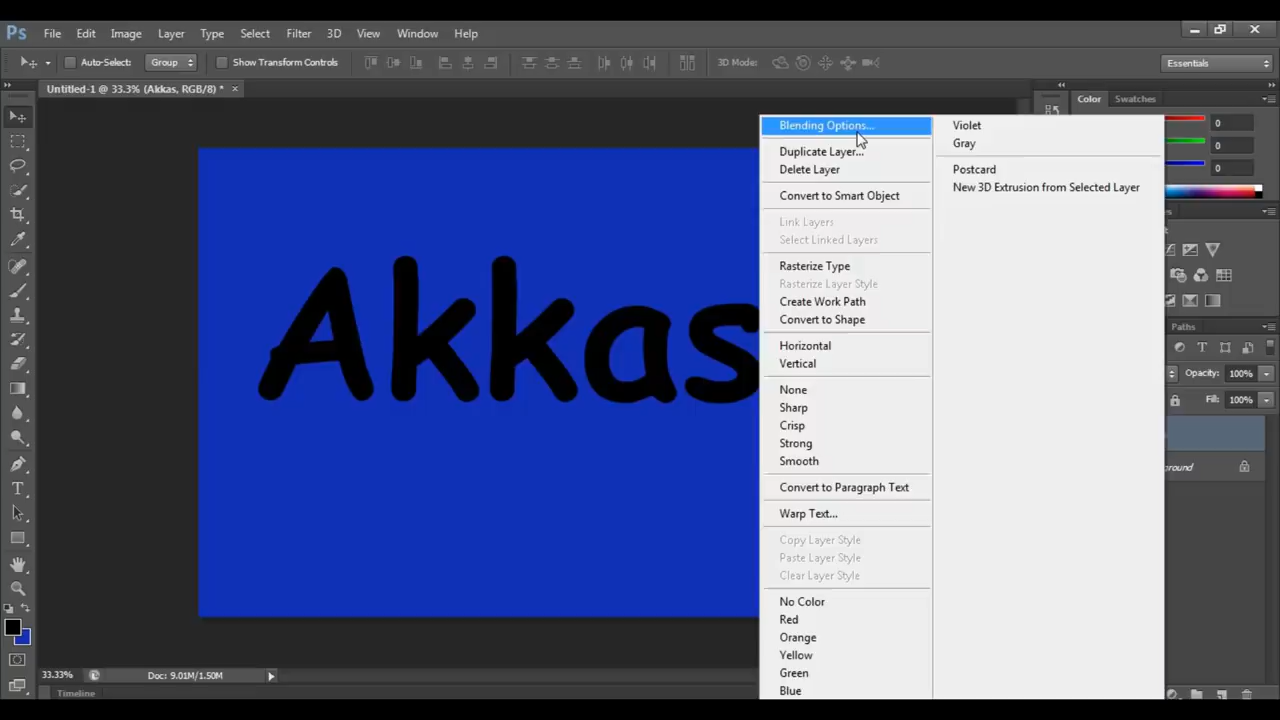 Ps File Edit Image Layer Type Select Filter 3D View Window Help
Auto-Select: Group Show Transform Controls 3D Mode: Essentials
Untitled-1 @ 33.3% (Akkas, RGB/8) * ×
Color Swatches
0
0
0
Akkas
Blending Options...
Duplicate Layer...
Delete Layer
Convert to Smart Object
Link Layers
Select Linked Layers
Rasterize Type
Rasterize Layer Style
Create Work Path
Convert to Shape
Horizontal
Vertical
None
Sharp
Crisp
Strong
Smooth
Convert to Paragraph Text
Warp Text...
Copy Layer Style
Paste Layer Style
Clear Layer Style
No Color
Red
Orange
Yellow
Green
Blue
Violet
Gray
Postcard
New 3D Extrusion from Selected Layer
Paths
Opacity: 100%
Fill: 100%
ground
33.33% Doc: 9.01M/1.50M
Timeline